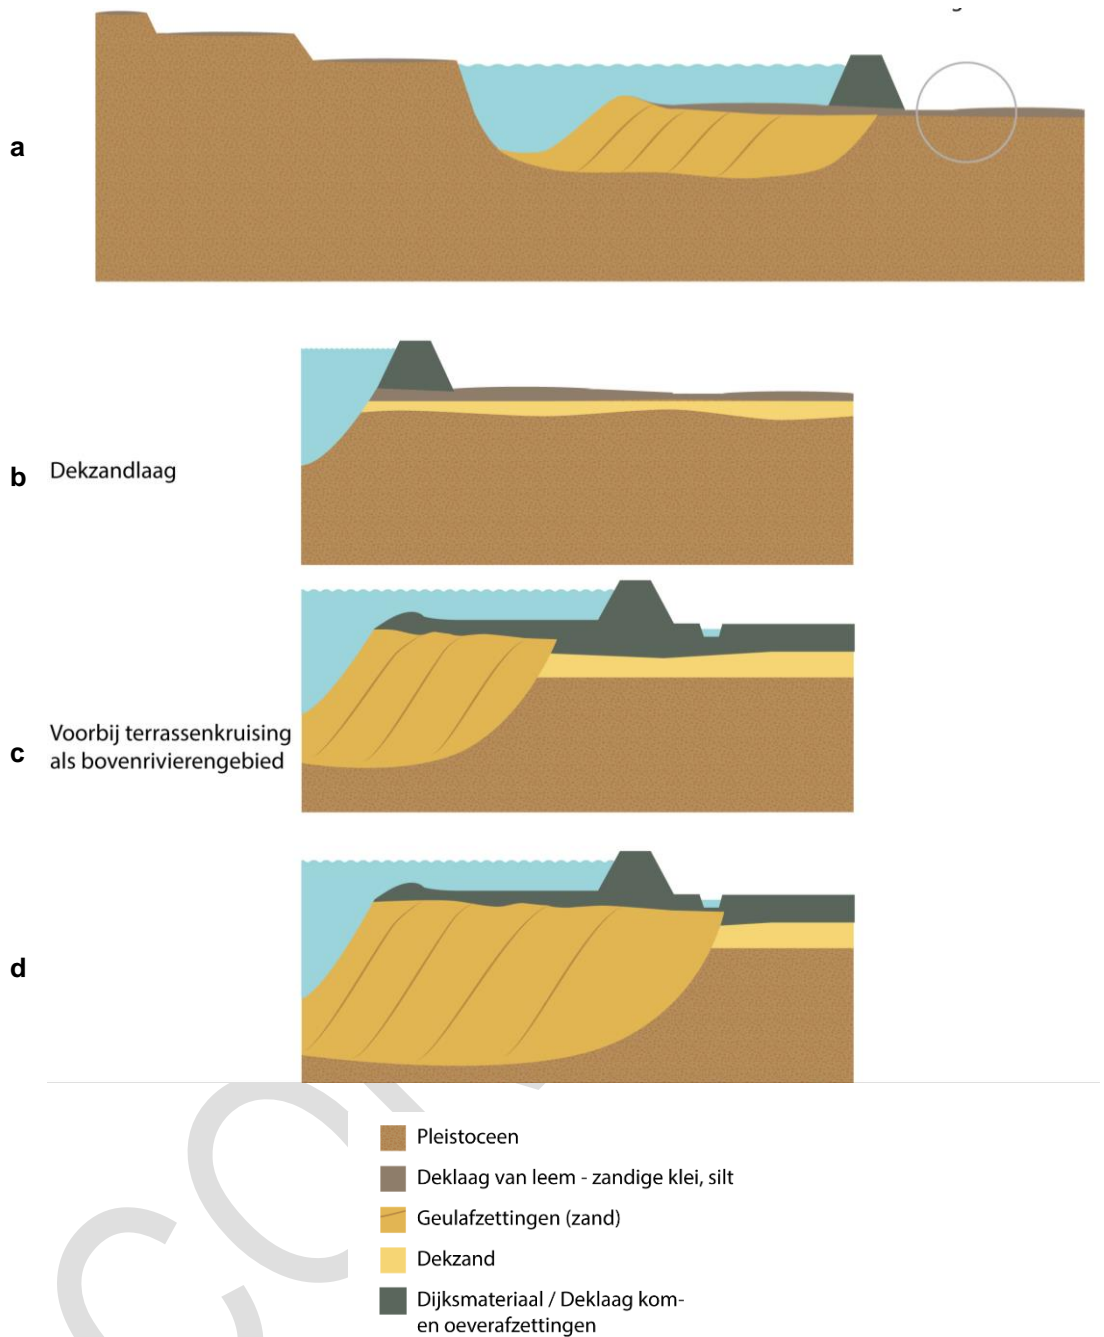 a
b Dekzandlaag
Voorbij terrassenkruising
c als bovenrivierengebied
d
Pleistoceen
Deklaag van leem - zandige klei, silt
Geulafzettingen (zand)
Dekzand
Dijksmateriaal / Deklaag kom-
en oeverafzettingen